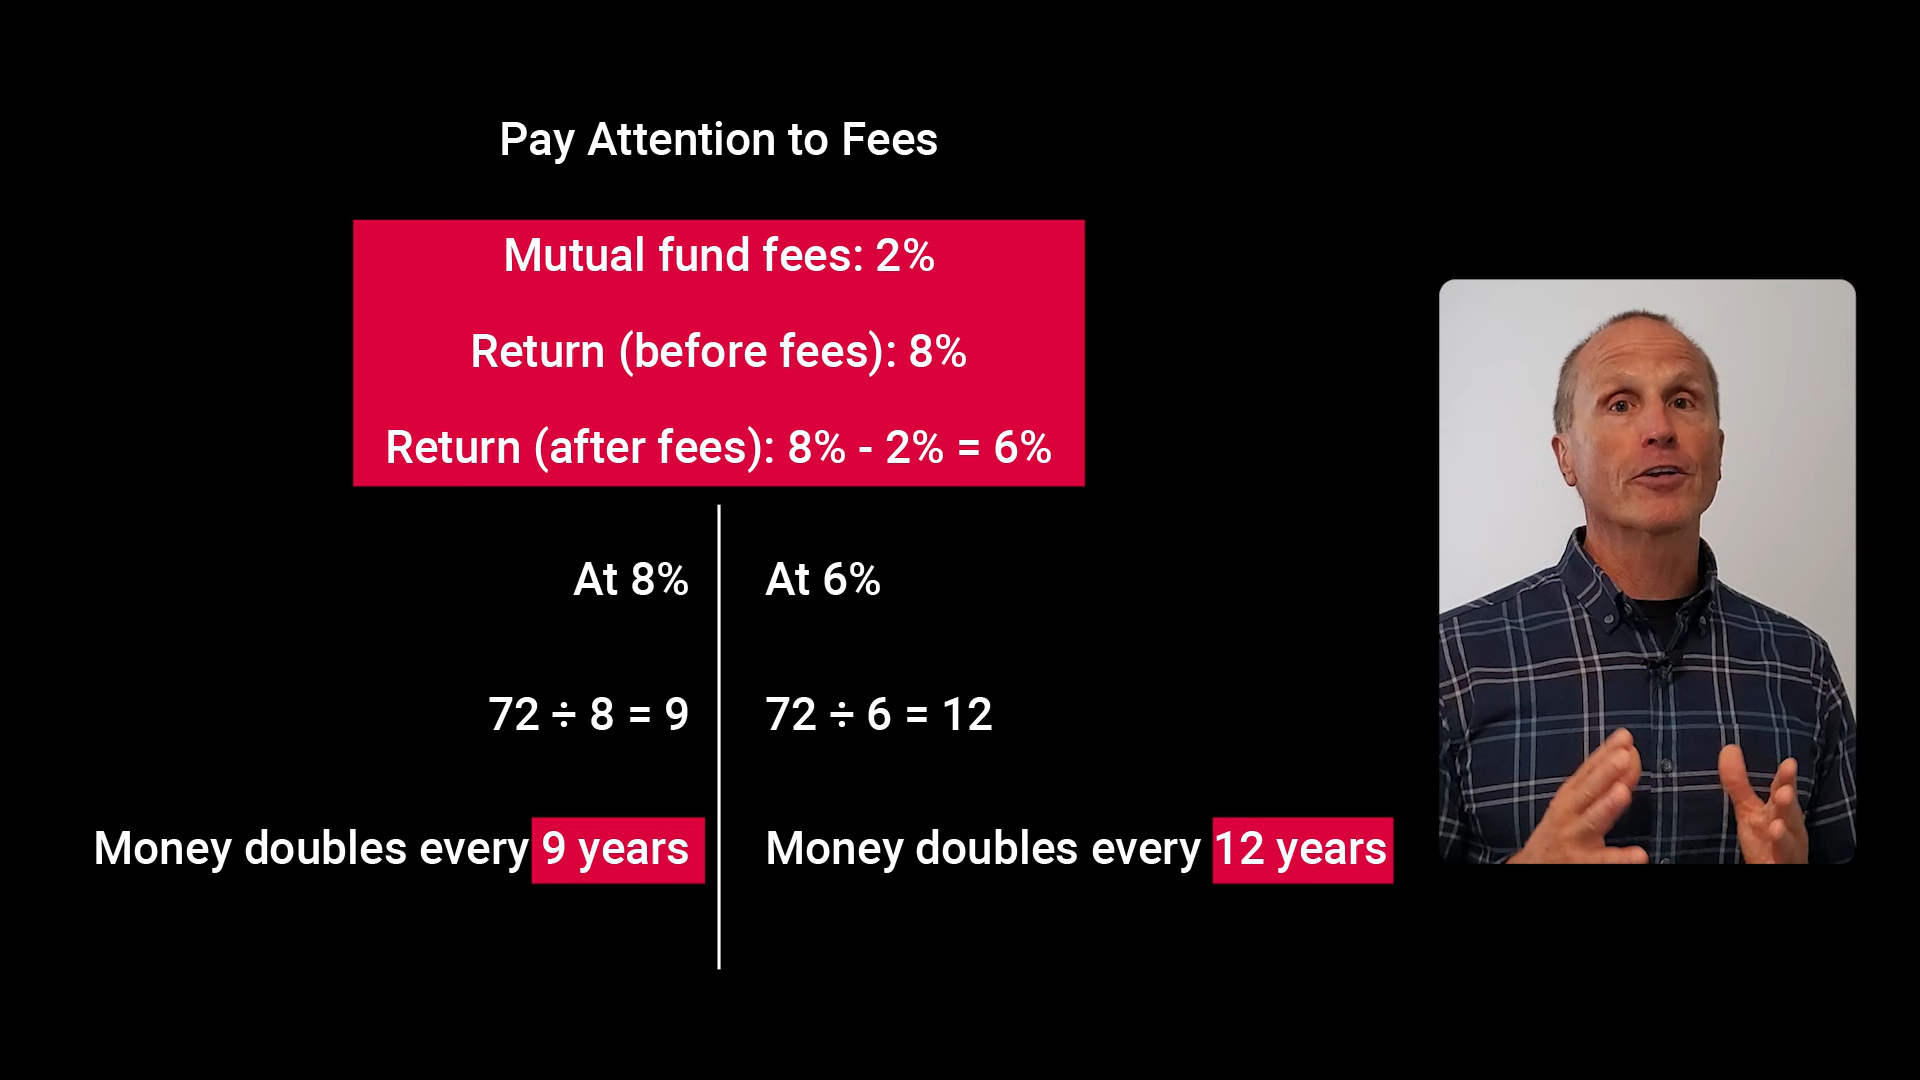 Pay Attention to Fees
Mutual fund fees: 2%
Return (before fees): 8%
Return (after fees): 8% - 2% = 6%
At 8%
72 ÷ 8 = 9
Money doubles every 9 years
At 6%
72 ÷ 6 = 12
Money doubles every 12 years